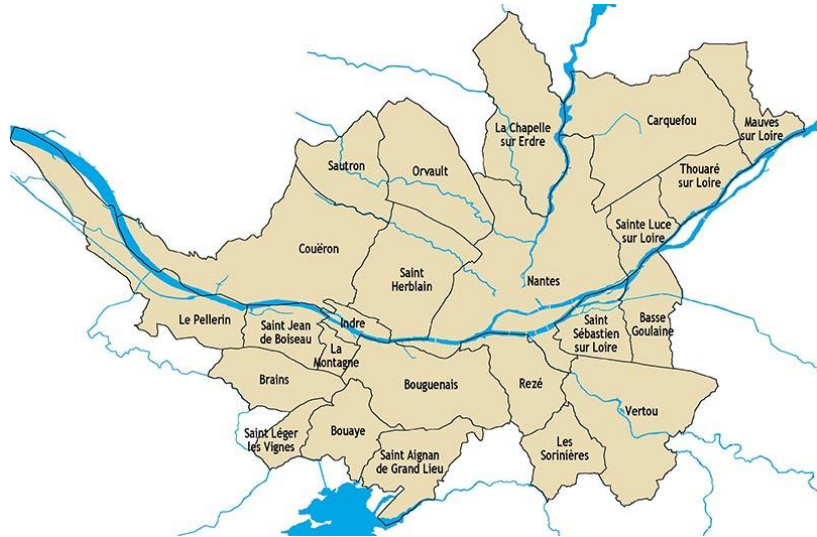 La Chapelle
sur Erdre
Carquefou
Mauves
sur Loire
Sautron
Orvault
Thouaré
sur Loire
Sainte Luce
sur Loire
Couëron
Saint
Herblain
Nantes
Le Pellerin
Saint Jean
de Boiseau
Indre
La
Montagne
Saint
Sébastien
sur Loire
Basse
Goulaine
Brains
Bouguenais
Rezé
Vertou
Saint Léger
les Vignes
Bouaye
Saint Aignan
de Grand Lieu
Les
Sorinières